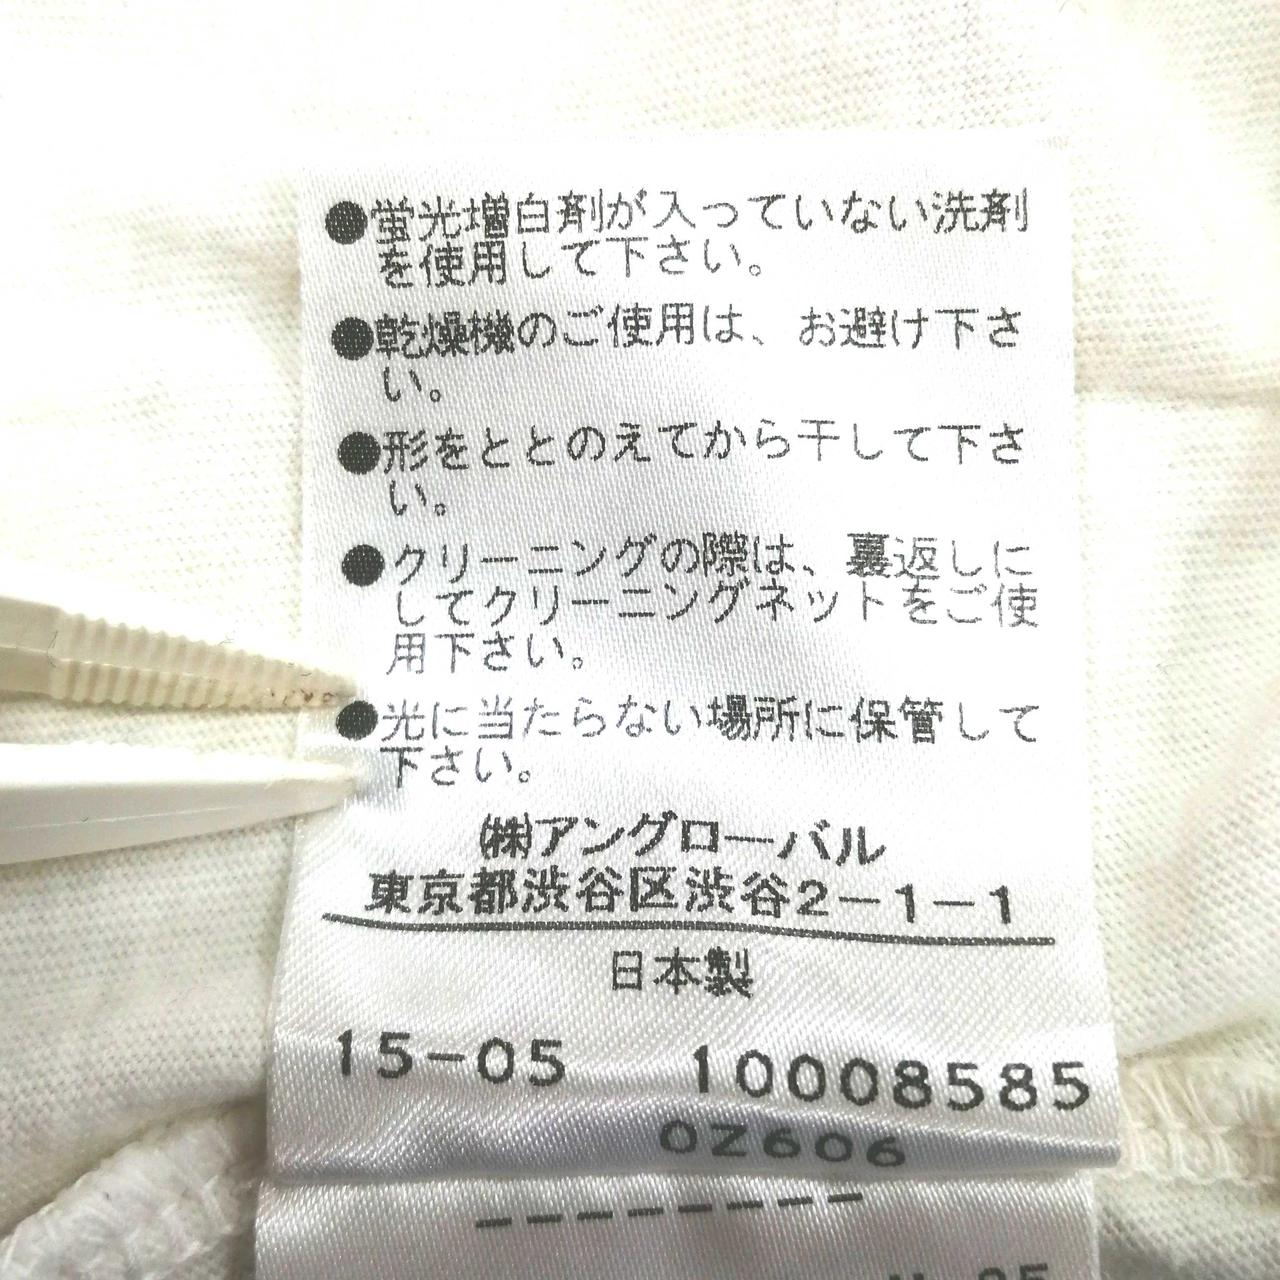 ●蛍光増白剤が入っていない洗剤
を使用して下さい。
●乾燥機のご使用は、お避け下さ
い。
●形をととのえてから干して下さ
い。
●クリーニングの際は、裏返しに
してクリーニングネットをご使
用下さい。
●光に当たらない場所に保管して
下さい。
㈱アングローバル
東京都渋谷区渋谷2-1-1
日本製
15-05 10008585
OZ606
--------